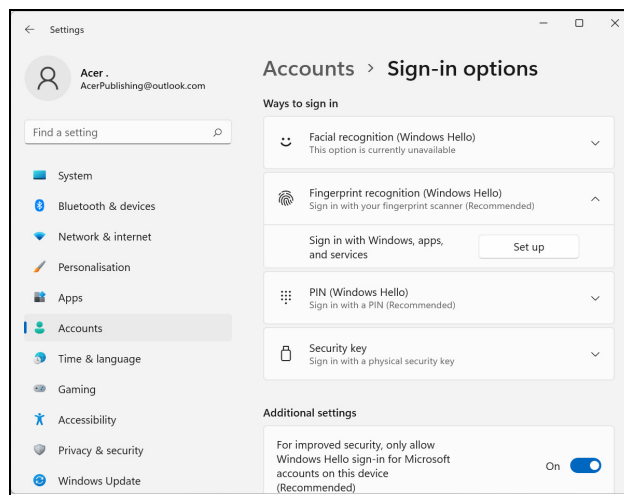 Settings
Acer .
AcerPublishing@outlook.com
Find a setting
System
Bluetooth & devices
Network & internet
Personalisation
Apps
Accounts
Time & language
Gaming
Accessibility
Privacy & security
Windows Update
Accounts > Sign-in options
Ways to sign in
Facial recognition (Windows Hello)
This option is currently unavailable
Fingerprint recognition (Windows Hello)
Sign in with your fingerprint scanner (Recommended)
Sign in with Windows, apps,
and services
Set up
PIN (Windows Hello)
Sign in with a PIN (Recommended)
Security key
Sign in with a physical security key
Additional settings
For improved security, only allow
Windows Hello sign-in for Microsoft
accounts on this device
(Recommended)
On